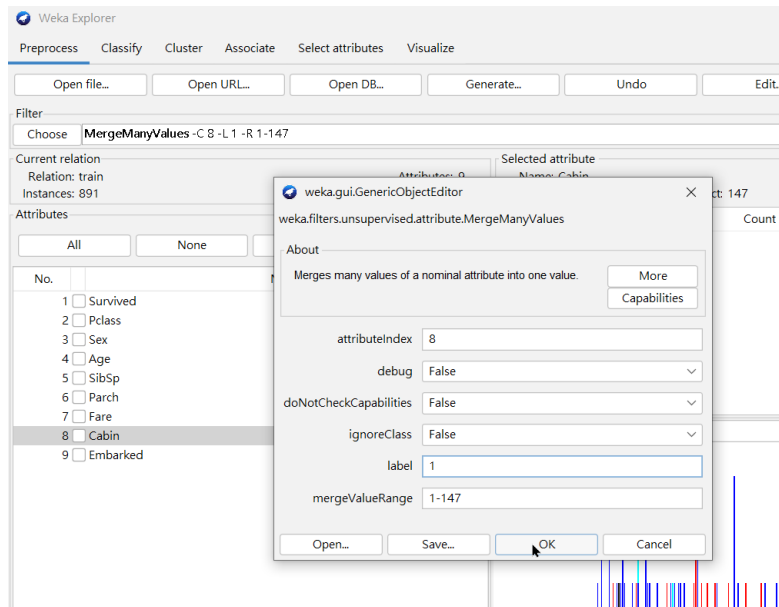 Weka Explorer
Preprocess Classify Cluster Associate Select attributes Visualize
Open file... Open URL... Open DB... Generate... Undo Edit.
Filter
Choose MergeManyValues -C 8 -L 1 -R 1-147
Current relation
Relation: train
Instances: 891
Attributes: 9
Selected attribute
Name: Cabin
ct: 147
Count
Attributes
All None
No.
1 Survived
2 Pclass
3 Sex
4 Age
5 SibSp
6 Parch
7 Fare
8 Cabin
9 Embarked
weka.gui.GenericObjectEditor
weka.filters.unsupervised.attribute.MergeManyValues
About
Merges many values of a nominal attribute into one value.
More
Capabilities
attributeIndex 8
debug False
doNotCheckCapabilities False
ignoreClass False
label 1
mergeValueRange 1-147
Open... Save... OK Cancel